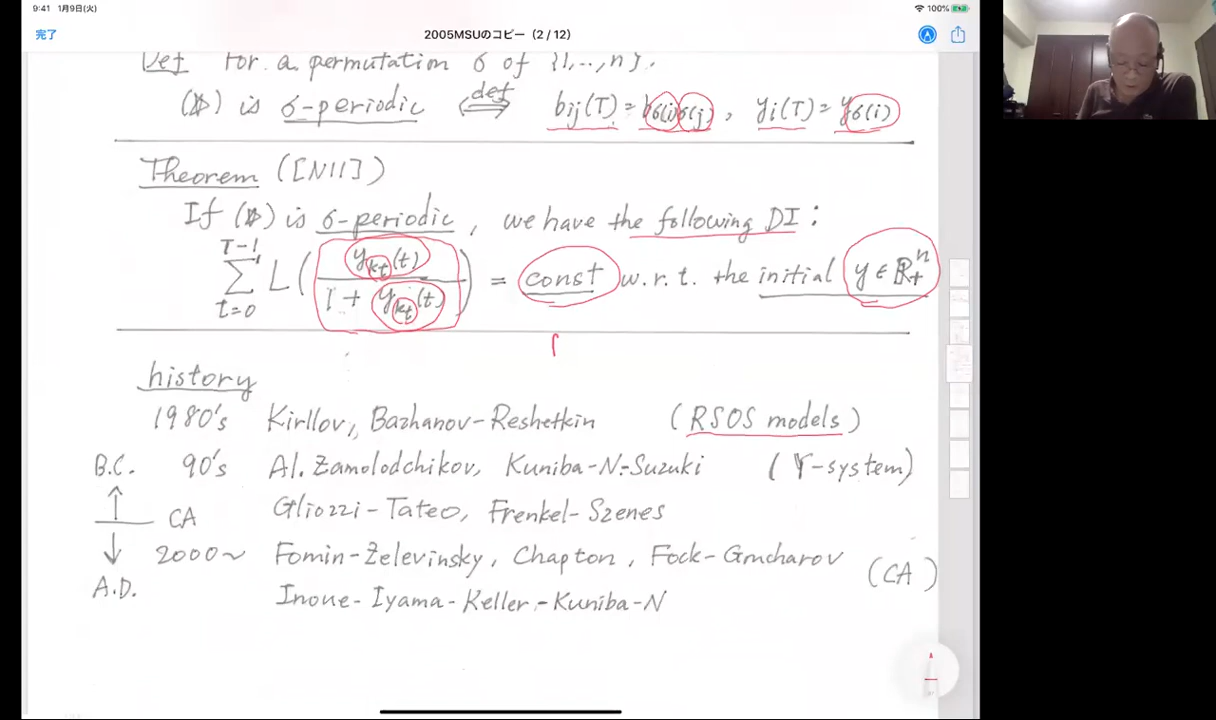 9:41 1月9日(火)
100%
完了
2005MSUのコピー (2 / 12)
Def For a permutation σ of {1,..,n}.
is σ-periodic ⟺def bij(T) = bσ(i)σ(j) , yi(T) = yσ(i)
Theorem ([N11])
If is σ-periodic , we have the following DI :
T-1 Σ t=0 L( ykt(t) / 1 + ykt(t) ) = const w.r.t. the initial y ∈ R+^n
history
1980's Kirllov, Bazhanov-Reshetkin (RSOS models)
B.C. 90's Al. Zamolodchikov, Kuniba-N-Suzuki (Y-system)
↑ CA Gliozzi-Tateo, Frenkel-Szenes
↓ 2000~ Fomin-Zelevinsky, Chapton, Fock-Gncharov (CA)
A.D. Inoue-Iyama-Keller-Kuniba-N